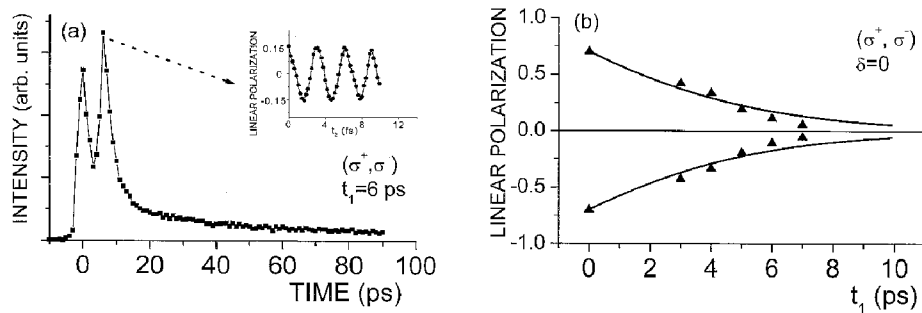 (a)
INTENSITY (arb. units)
0 20 40 60 80 100
TIME (ps)
LINEAR POLARIZATION
0.15
0
-0.15
0 4 8 12
t₂ (fs)
(σ⁺,σ⁻)
t₁=6 ps
(b)
(σ⁺, σ⁻)
δ=0
LINEAR POLARIZATION
1.0
0.5
0.0
-0.5
-1.0
0 2 4 6 8 10
t₁ (ps)